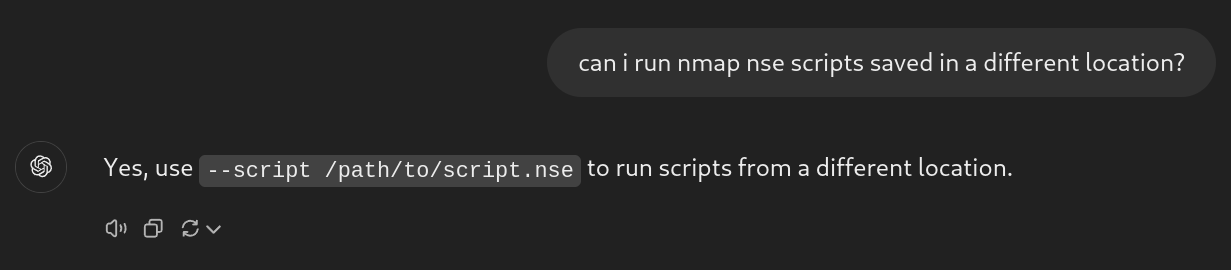 can i run nmap nse scripts saved in a different location?
Yes, use --script /path/to/script.nse to run scripts from a different location.